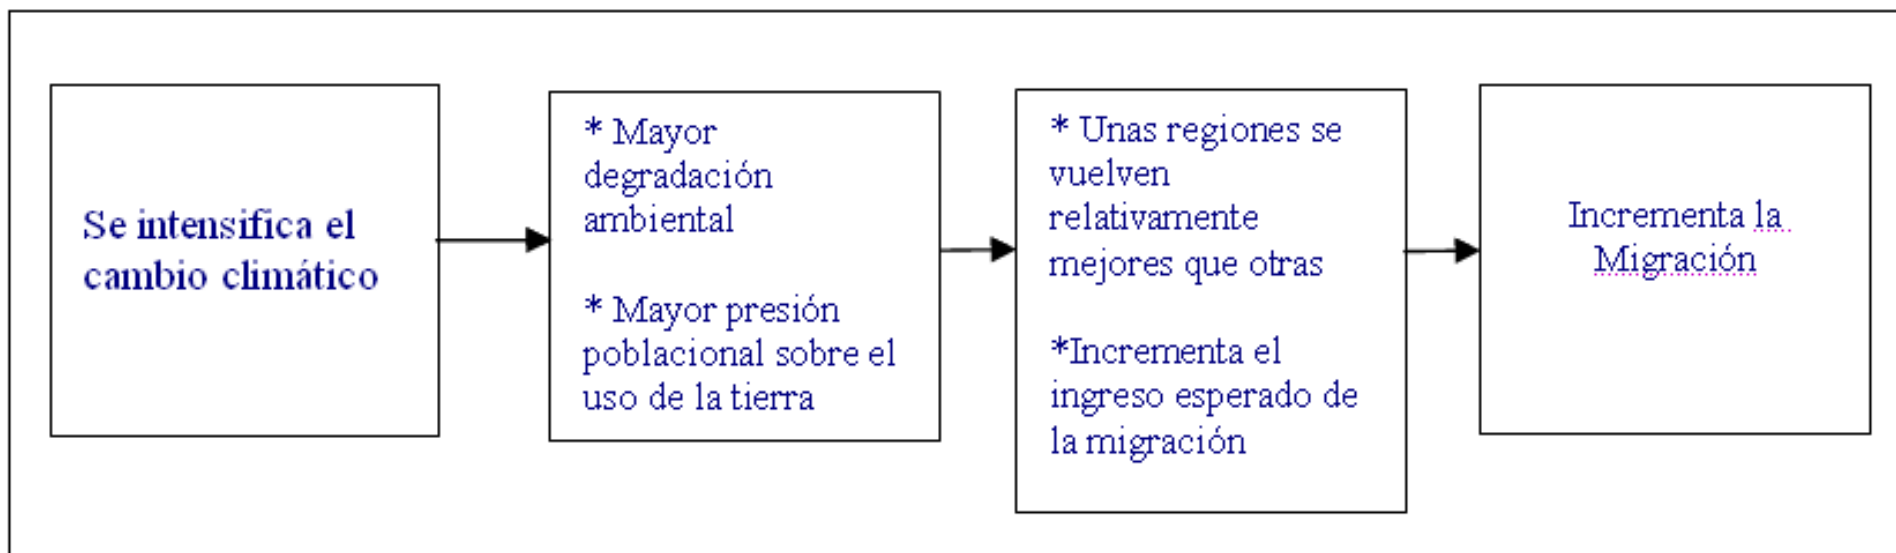 Se intensifica el
cambio climático
* Mayor
degradación
ambiental
* Mayor presión
poblacional sobre el
uso de la tierra
* Unas regiones se
vuelven
relativamente
mejores que otras
*Incrementa el
ingreso esperado de
la migración
Incrementa la
Migración